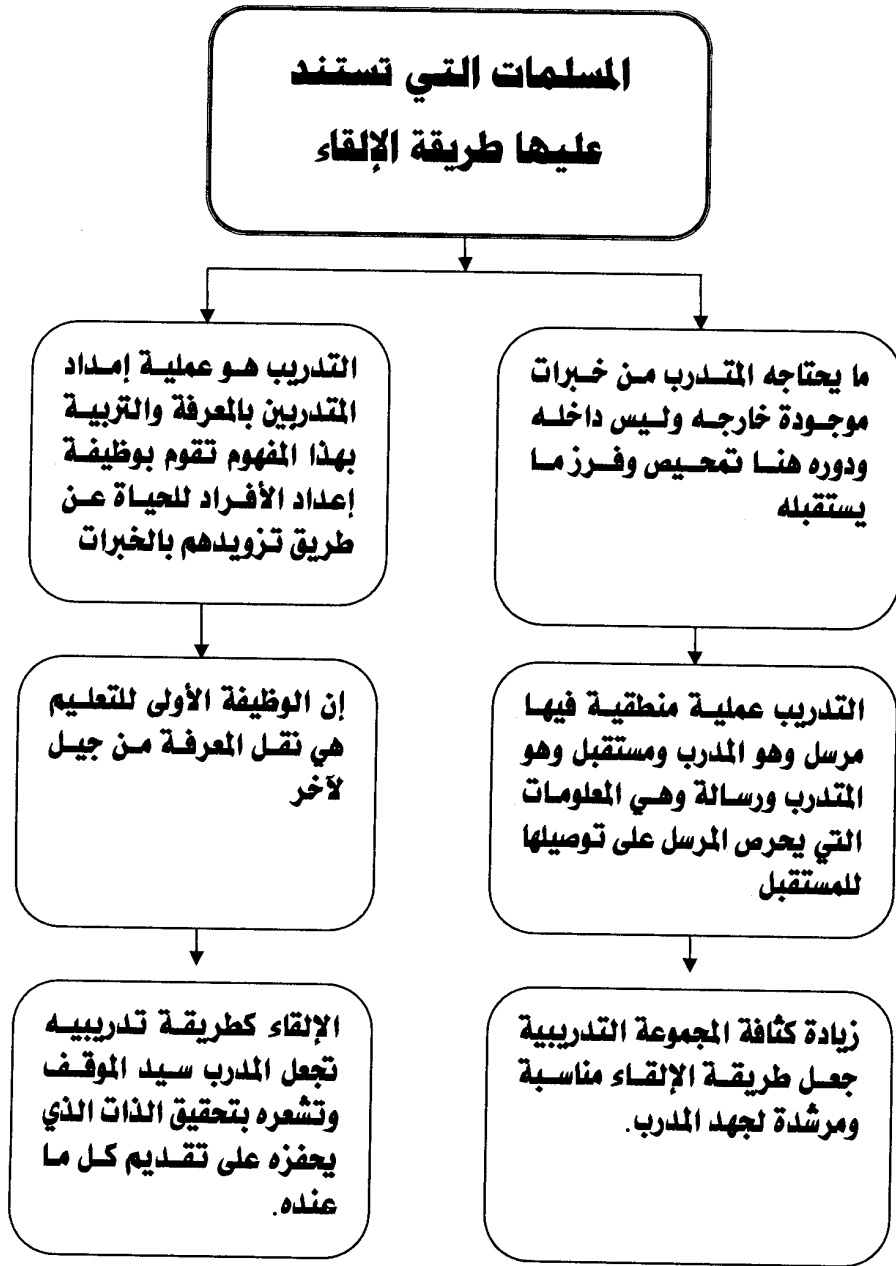 المسلمات التي تستند
عليها طريقة الإلقاء
ما يحتاجه المتدرب من خبرات
موجودة خارجه وليس داخله
ودوره هنا تمحيص وفرز ما
يستقبله
التدريب عملية منطقية فيها
مرسل وهو المدرب ومستقبل وهو
المتدرب ورسالة وهي المعلومات
التي يحرص المرسل على توصيلها
للمستقبل
زيادة كثافة المجموعة التدريبية
جعل طريقة الإلقاء مناسبة
ومرشدة لجهد المدرب.
التدريب هو عملية إمداد
المتدربين بالمعرفة والتربية
بهذا المفهوم تقوم بوظيفة
إعداد الأفراد للحياة عن
طريق تزويدهم بالخبرات
إن الوظيفة الأولى للتعليم
هي نقل المعرفة من جيل
لآخر
الإلقاء كطريقة تدريبيه
تجعل المدرب سيد الموقف
وتشعره بتحقيق الذات الذي
يحفزه على تقديم كل ما
عنده.